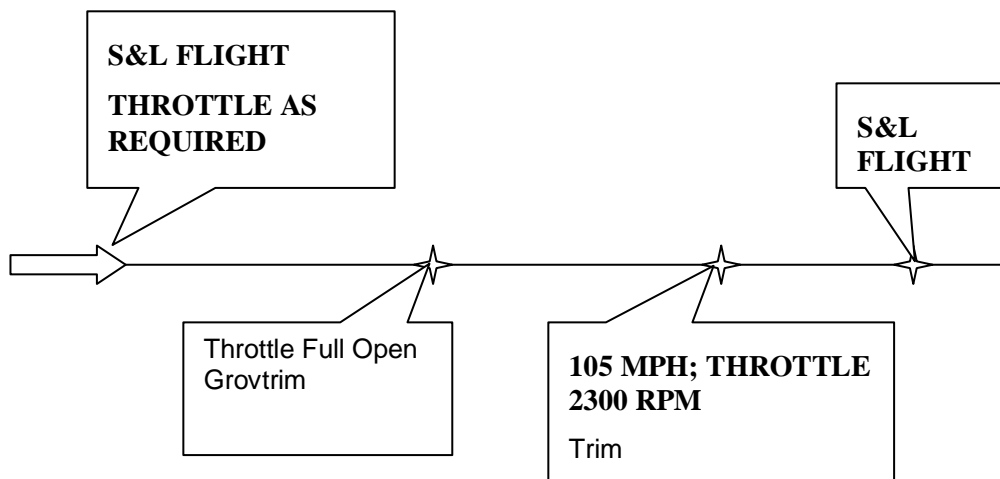 S&L FLIGHT
THROTTLE AS
REQUIRED
S&L
FLIGHT
Throttle Full Open
Grovtrim
105 MPH; THROTTLE
2300 RPM
Trim